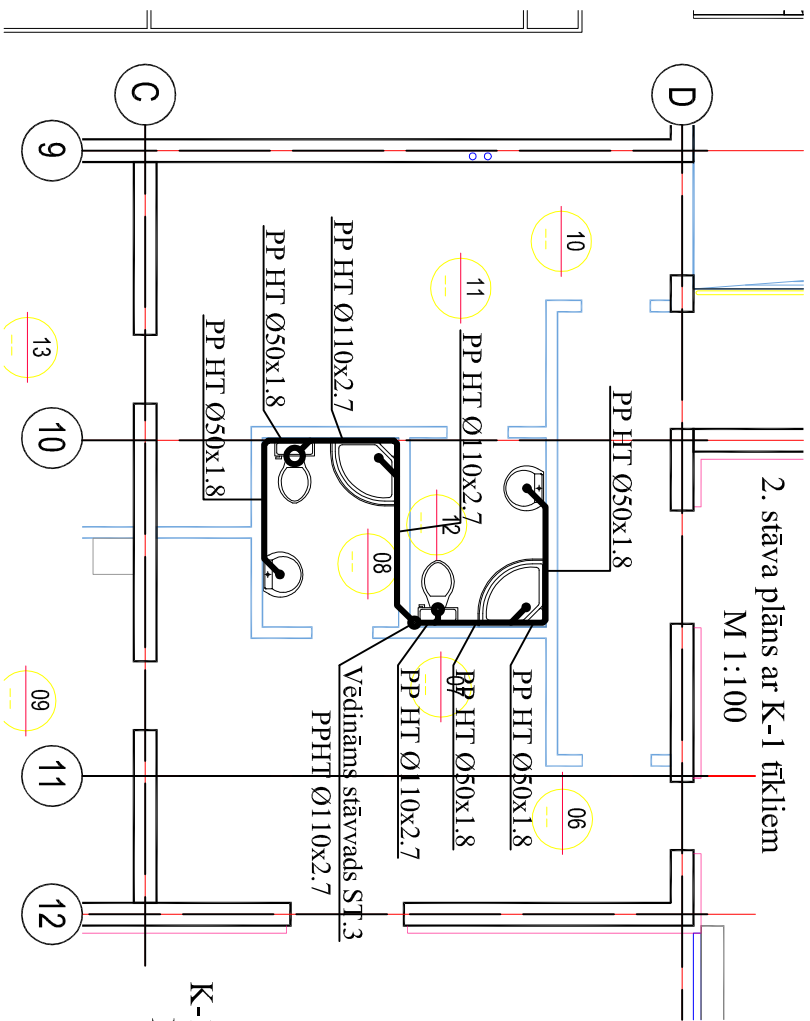 2. stāva plāns ar K-1 tīkliem
M 1:100
D
C
9
10
11
12
10
11
12
13
08
07
06
09
PP HT Ø50x1.8
PP HT Ø110x2.7
PP HT Ø110x2.7
PP HT Ø50x1.8
PP HT Ø50x1.8
PP HT Ø50x1.8
PP HT Ø50x1.8
PP HT Ø110x2.7
Vēdināms stāvvads ST.3
PPHT Ø110x2.7
K-